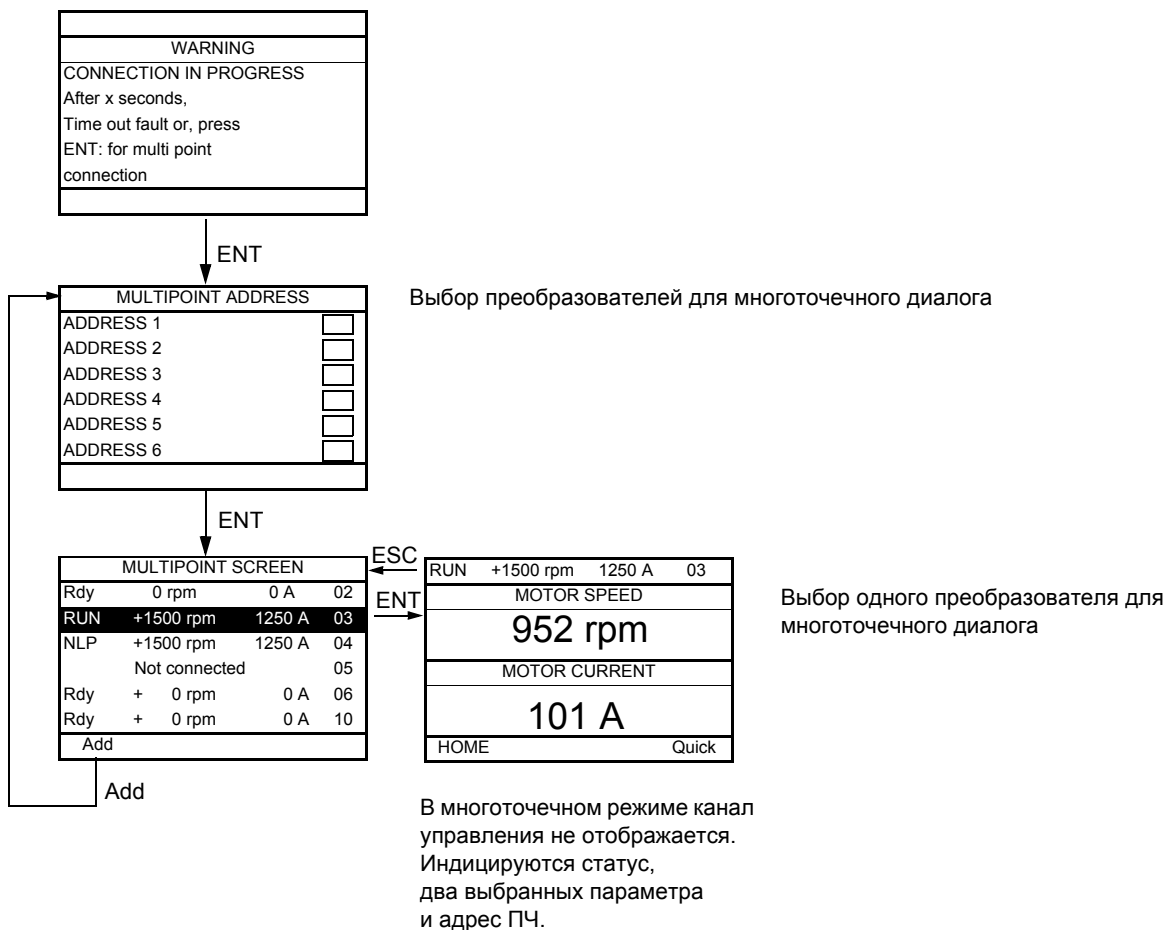 WARNING
CONNECTION IN PROGRESS
After x seconds,
Time out fault or, press
ENT: for multi point
connection
ENT
MULTIPOINT ADDRESS
ADDRESS 1
ADDRESS 2
ADDRESS 3
ADDRESS 4
ADDRESS 5
ADDRESS 6
Выбор преобразователей для многоточечного диалога
ENT
MULTIPOINT SCREEN
Rdy 0 rpm 0 A 02
RUN +1500 rpm 1250 A 03
NLP +1500 rpm 1250 A 04
Not connected 05
Rdy + 0 rpm 0 A 06
Rdy + 0 rpm 0 A 10
Add
Add
ESC
ENT
RUN +1500 rpm 1250 A 03
MOTOR SPEED
952 rpm
MOTOR CURRENT
101 A
HOME Quick
Выбор одного преобразователя для
многоточечного диалога
В многоточечном режиме канал
управления не отображается.
Индицируются статус,
два выбранных параметра
и адрес ПЧ.